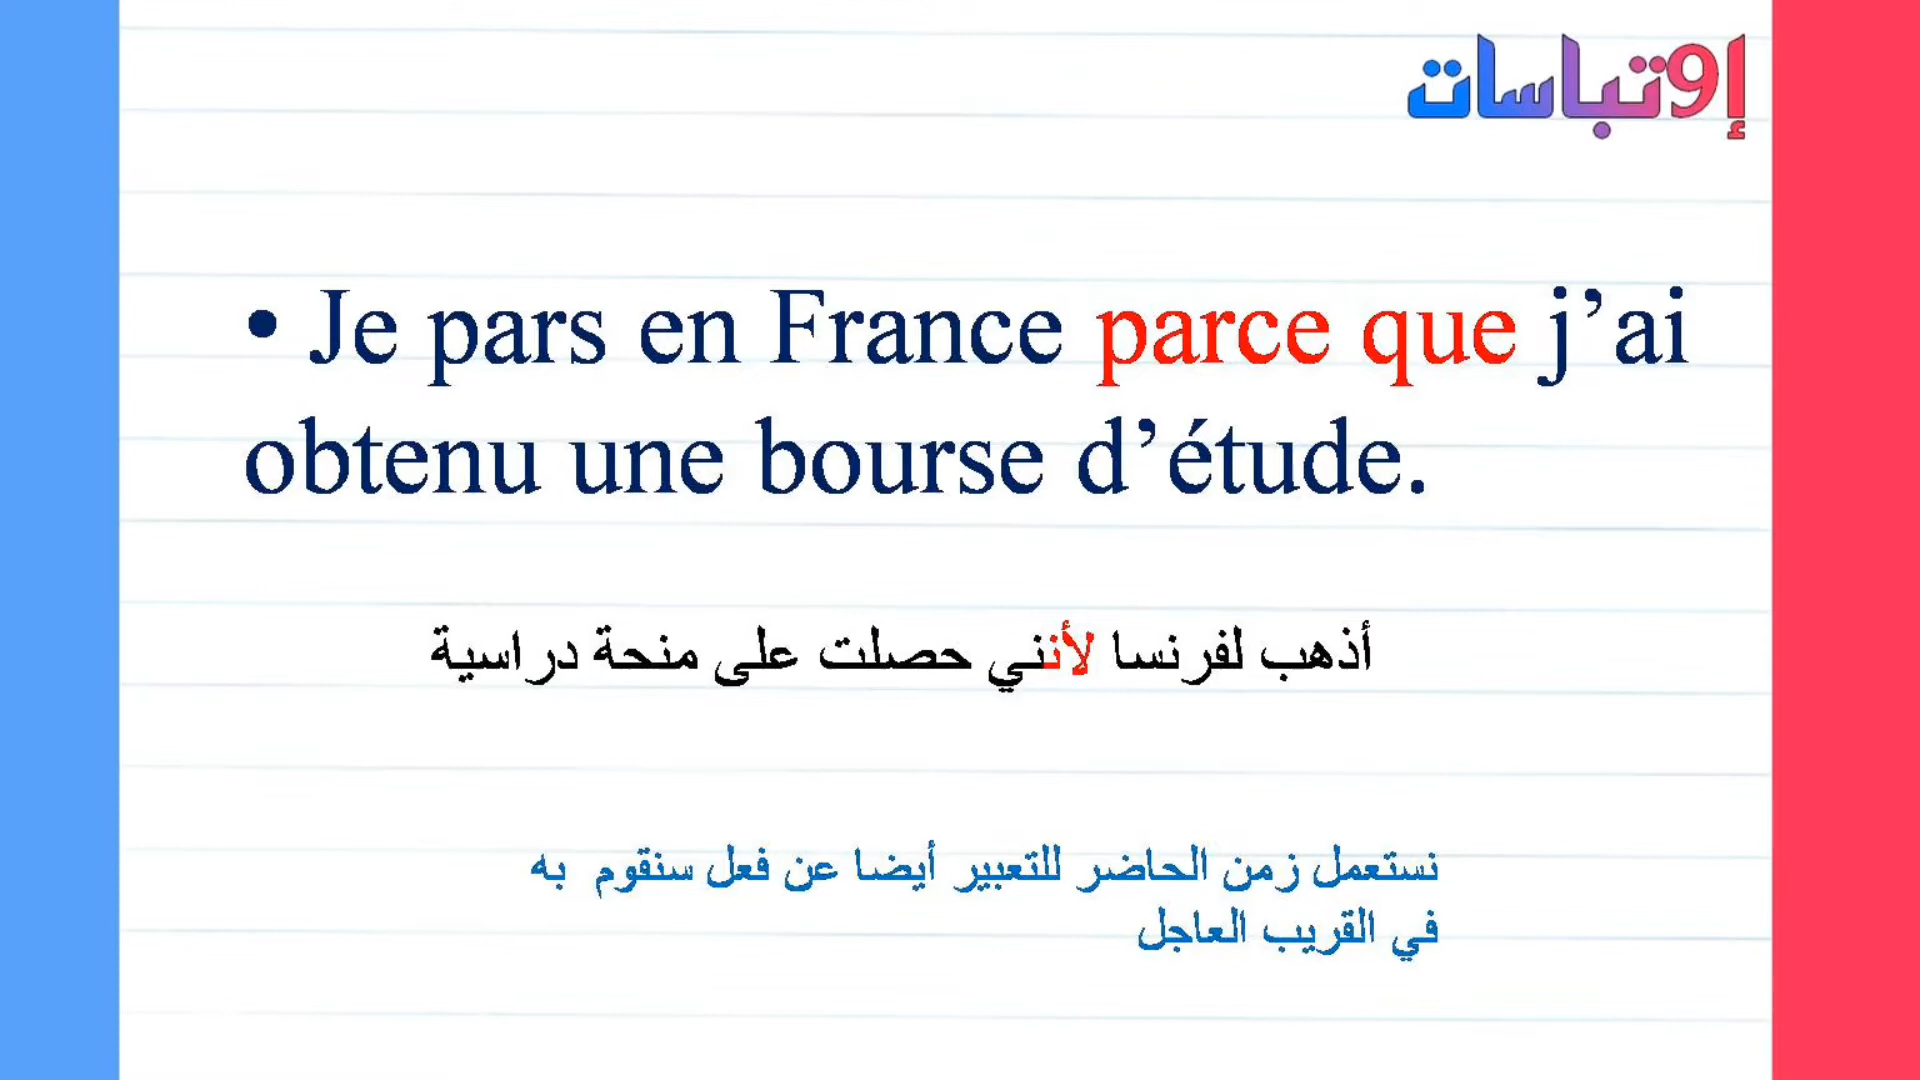 إقتباسات
• Je pars en France parce que j’ai
obtenu une bourse d’étude.
أذهب لفرنسا لأنني حصلت على منحة دراسية
نستعمل زمن الحاضر للتعبير أيضا عن فعل سنقوم به
في القريب العاجل